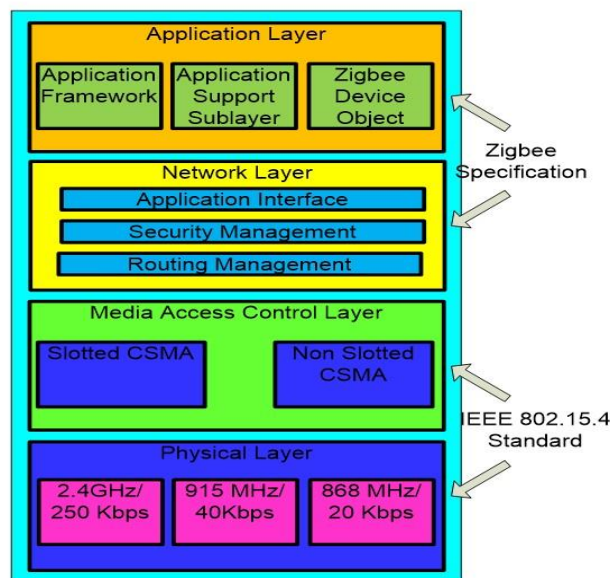 Application Layer
Application
Framework
Application
Support
Sublayer
Zigbee
Device
Object
Zigbee
Specification
Network Layer
Application Interface
Security Management
Routing Management
Media Access Control Layer
Slotted CSMA
Non Slotted
CSMA
IEEE 802.15.4
Standard
Physical Layer
2.4GHz/
250 Kbps
915 MHz/
40Kbps
868 MHz/
20 Kbps